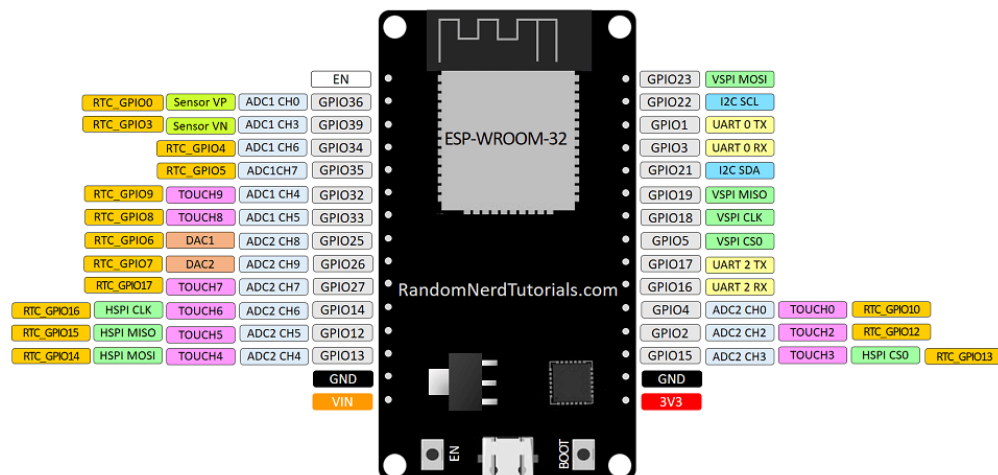 EN GPIO23 VSPI MOSI
RTC_GPIO0 Sensor VP ADC1 CH0 GPIO36 GPIO22 I2C SCL
RTC_GPIO3 Sensor VN ADC1 CH3 GPIO39 GPIO1 UART 0 TX
RTC_GPIO4 ADC1 CH6 GPIO34 ESP-WROOM-32 GPIO3 UART 0 RX
RTC_GPIO5 ADC1CH7 GPIO35 GPIO21 I2C SDA
RTC_GPIO9 TOUCH9 ADC1 CH4 GPIO32 GPIO19 VSPI MISO
RTC_GPIO8 TOUCH8 ADC1 CH5 GPIO33 GPIO18 VSPI CLK
RTC_GPIO6 DAC1 ADC2 CH8 GPIO25 GPIO5 VSPI CS0
RTC_GPIO7 DAC2 ADC2 CH9 GPIO26 GPIO17 UART 2 TX
RTC_GPIO17 TOUCH7 ADC2 CH7 GPIO27 RandomNerdTutorials.com GPIO16 UART 2 RX
RTC_GPIO16 HSPI CLK TOUCH6 ADC2 CH6 GPIO14 GPIO4 ADC2 CH0 TOUCH0 RTC_GPIO10
RTC_GPIO15 HSPI MISO TOUCH5 ADC2 CH5 GPIO12 GPIO2 ADC2 CH2 TOUCH2 RTC_GPIO12
RTC_GPIO14 HSPI MOSI TOUCH4 ADC2 CH4 GPIO13 GPIO15 ADC2 CH3 TOUCH3 HSPI CS0 RTC_GPIO13
GND GND
VIN 3V3
EN BOOT